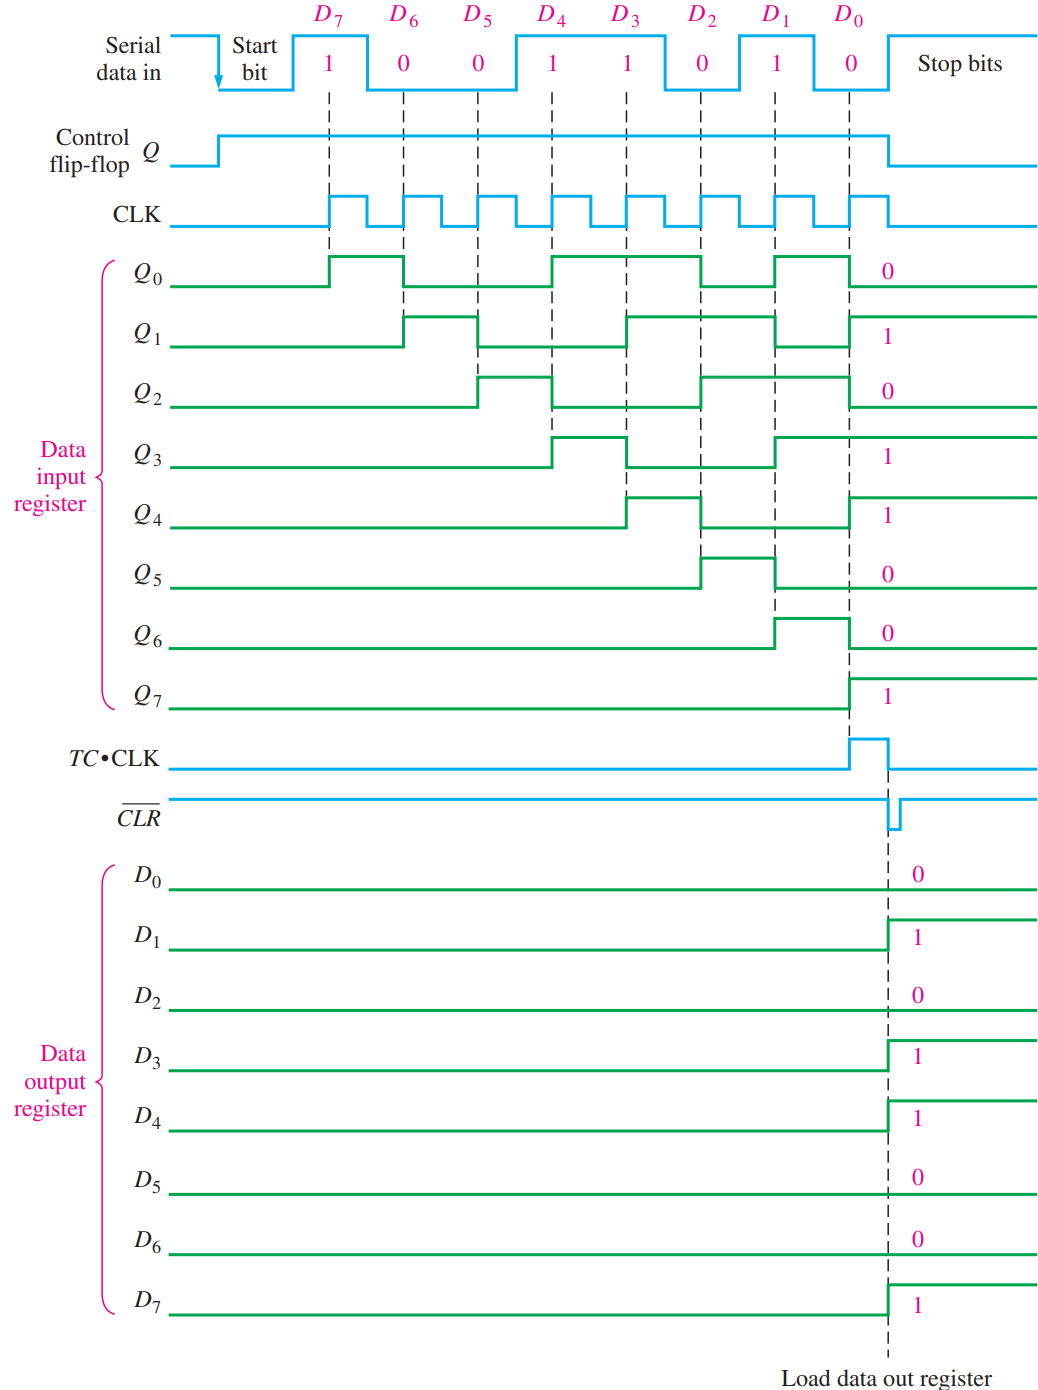 D7 D6 D5 D4 D3 D2 D1 D0
Serial data in
Start bit
1 0 0 1 1 0 1 0
Stop bits
Control flip-flop Q
CLK
Data input register
Q0 0
Q1 1
Q2 0
Q3 1
Q4 1
Q5 0
Q6 0
Q7 1
TC•CLK
C̅L̅R̅
Data output register
D0 0
D1 1
D2 0
D3 1
D4 1
D5 0
D6 0
D7 1
Load data out register